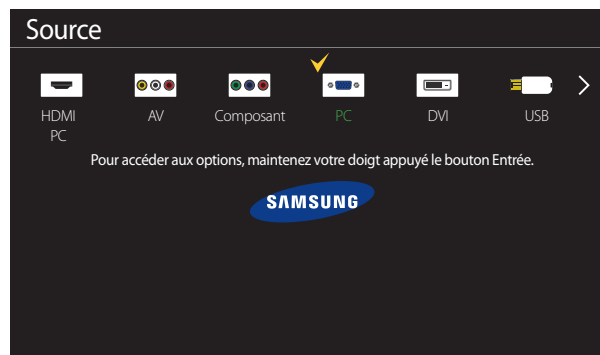 Source
HDMI AV Composant PC DVI USB
PC
Pour accéder aux options, maintenez votre doigt appuyé le bouton Entrée.
SAMSUNG